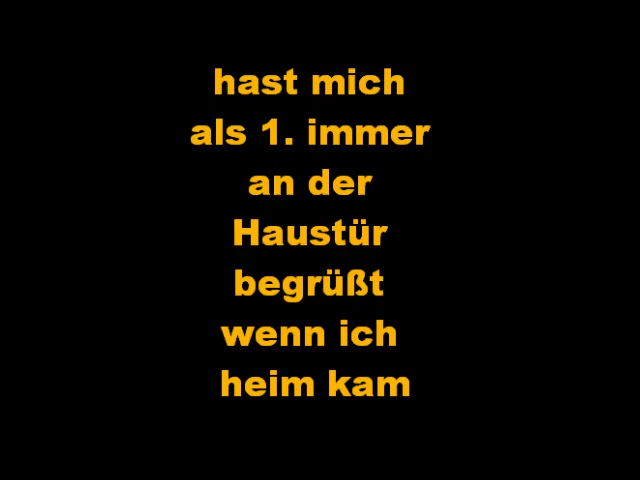 hast mich
als 1. immer
an der
Haustür
begrüßt
wenn ich
heim kam